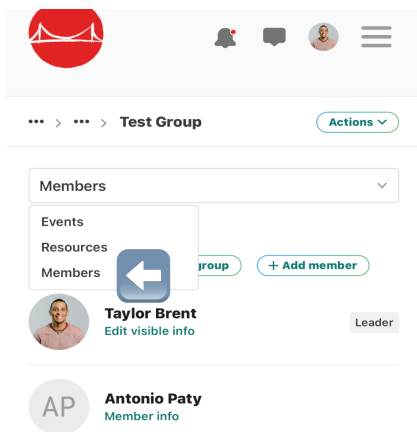 ••• > ••• > Test Group
Actions
Members
Events
Resources
Members
group
+ Add member
Taylor Brent
Edit visible info
Leader
AP
Antonio Paty
Member info